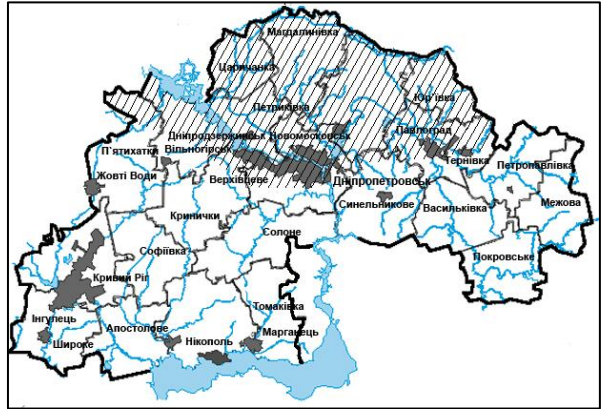 Магдалинівка
Царичанка
Петриківка
Юр'ївка
Дніпродзержинськ Новомосковськ
Павлоград
П'ятихатки Вільногірськ
Тернівка
Петропавлівка
Жовті Води
Верхівцеве
Дніпропетровськ
Синельникове
Васильківка
Межова
Кринички
Солоне
Софіївка
Покровське
Кривий Ріг
Інгулець
Апостолове
Томаківка
Широке
Нікополь
Марганець